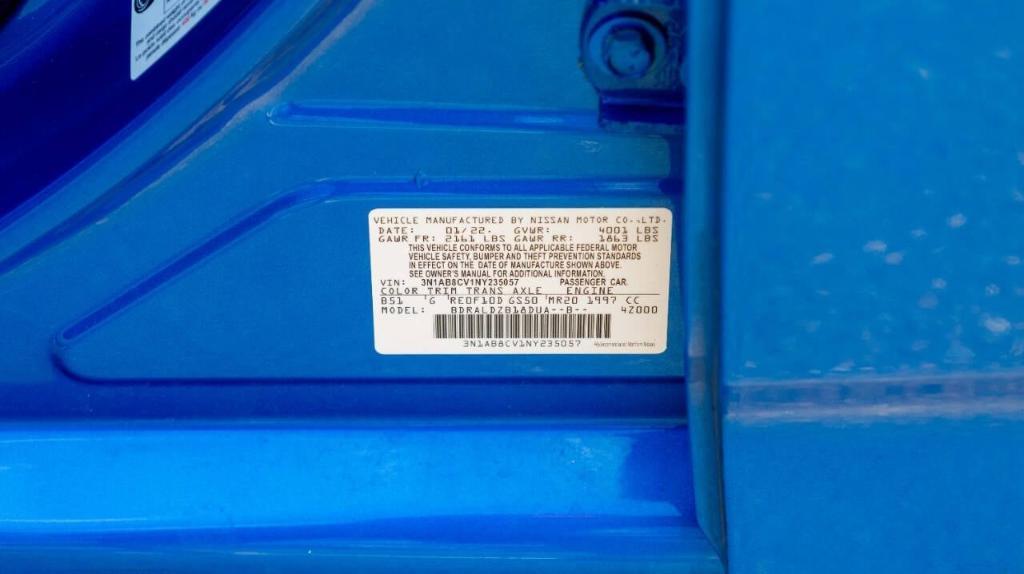 VEHICLE MANUFACTURED BY NISSAN MOTOR CO.,LTD.
DATE: 01/22. GVWR: 4001 LBS
GAWR FR: 2161 LBS GAWR RR: 1863 LBS
THIS VEHICLE CONFORMS TO ALL APPLICABLE FEDERAL MOTOR
VEHICLE SAFETY, BUMPER AND THEFT PREVENTION STANDARDS
IN EFFECT ON THE DATE OF MANUFACTURE SHOWN ABOVE.
SEE OWNER'S MANUAL FOR ADDITIONAL INFORMATION.
VIN: 3N1AB8CV1NY235057 PASSENGER CAR.
COLOR TRIM TRANS AXLE ENGINE
B51 'G 'RE0F10D GS50 'MR20 1997 CC
MODEL: BDRALDZB18DUA--B-- 4Z000
3N1AB8CV1NY235057